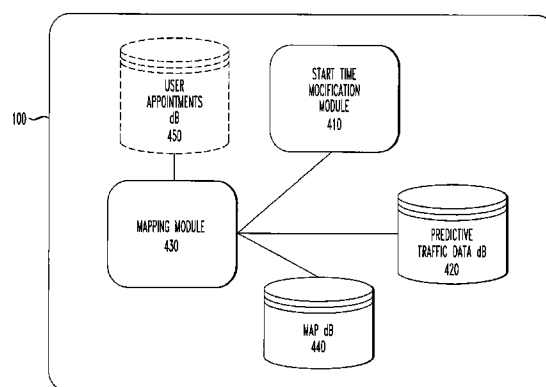 USER
APPOINTMENTS
dB
450
START TIME
MOCIFICATION
MODULE
410
100
MAPPING MODULE
430
PREDICTIVE
TRAFFIC DATA dB
420
MAP dB
440